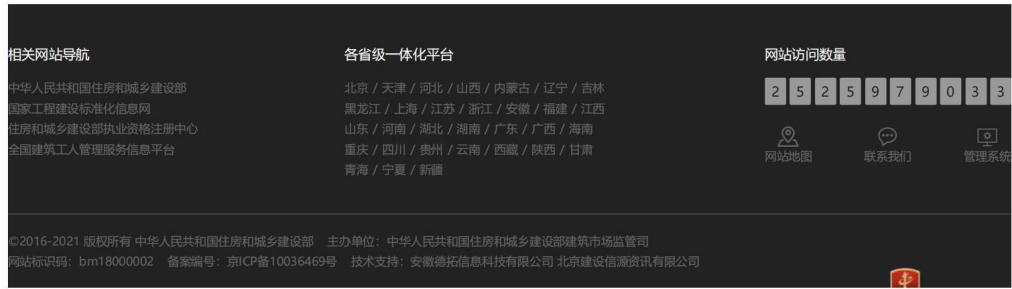 相关网站导航
中华人民共和国住房和城乡建设部
国家工程建设标准化信息网
住房和城乡建设部执业资格注册中心
全国建筑工人管理服务信息平台
各省级一体化平台
北京 / 天津 / 河北 / 山西 / 内蒙古 / 辽宁 / 吉林
黑龙江 / 上海 / 江苏 / 浙江 / 安徽 / 福建 / 江西
山东 / 河南 / 湖北 / 湖南 / 广东 / 广西 / 海南
重庆 / 四川 / 贵州 / 云南 / 西藏 / 陕西 / 甘肃
青海 / 宁夏 / 新疆
网站访问数量
2 5 2 5 9 7 9 0 3 3
网站地图 联系我们 管理系统
©2016-2021 版权所有 中华人民共和国住房和城乡建设部 主办单位：中华人民共和国住房和城乡建设部建筑市场监管司
网站标识码：bm18000002 备案编号：京ICP备10036469号 技术支持：安徽德拓信息科技有限公司 北京建设信源资讯有限公司